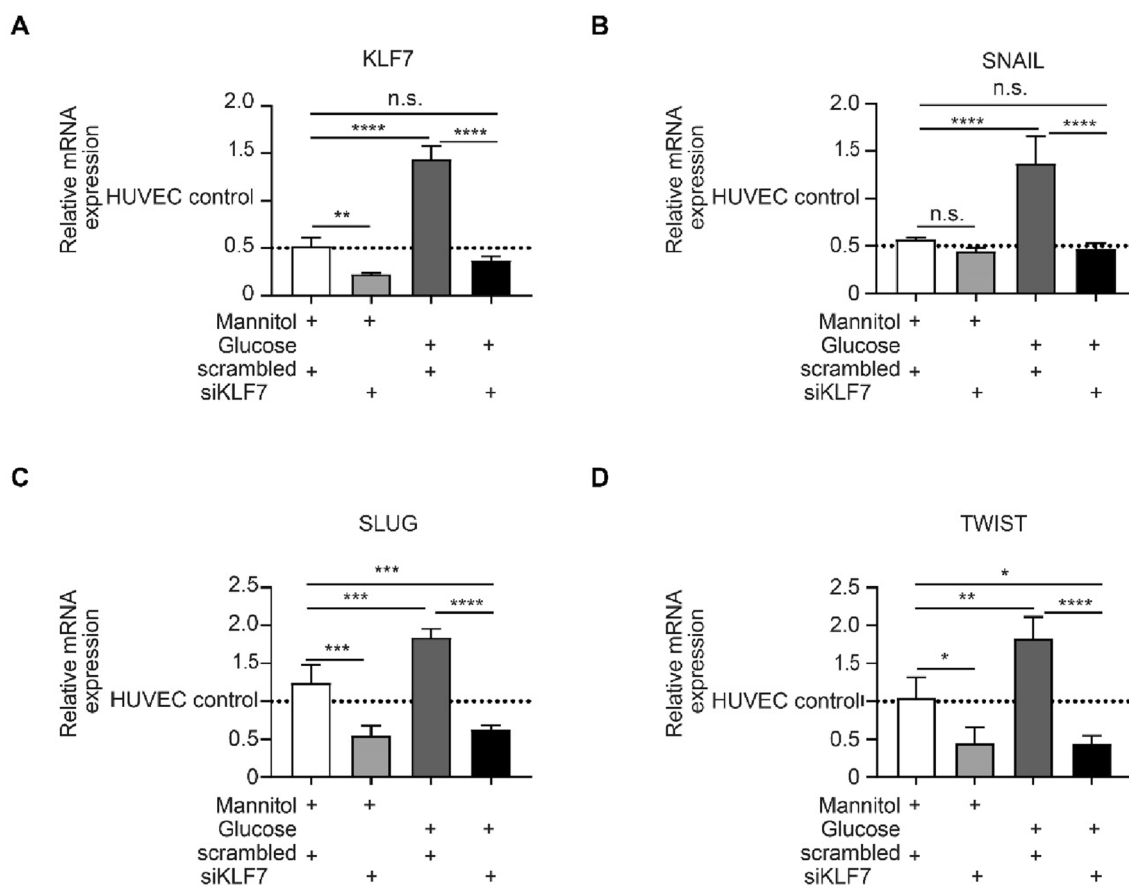 A
KLF7
Relative mRNA
expression
HUVEC control
2.0
1.5
0.5
0
n.s.
****
****
**
Mannitol + +
Glucose + +
scrambled + +
siKLF7 + +
B
SNAIL
Relative mRNA
expression
HUVEC control
2.0
1.5
0.5
0
n.s.
****
****
n.s.
Mannitol + +
Glucose + +
scrambled + +
siKLF7 + +
C
SLUG
Relative mRNA
expression
HUVEC control
2.5
2.0
1.5
0.5
0
***
***
****
***
Mannitol + +
Glucose + +
scrambled + +
siKLF7 + +
D
TWIST
Relative mRNA
expression
HUVEC control
2.5
2.0
1.5
0.5
0
*
**
****
*
Mannitol + +
Glucose + +
scrambled + +
siKLF7 + +